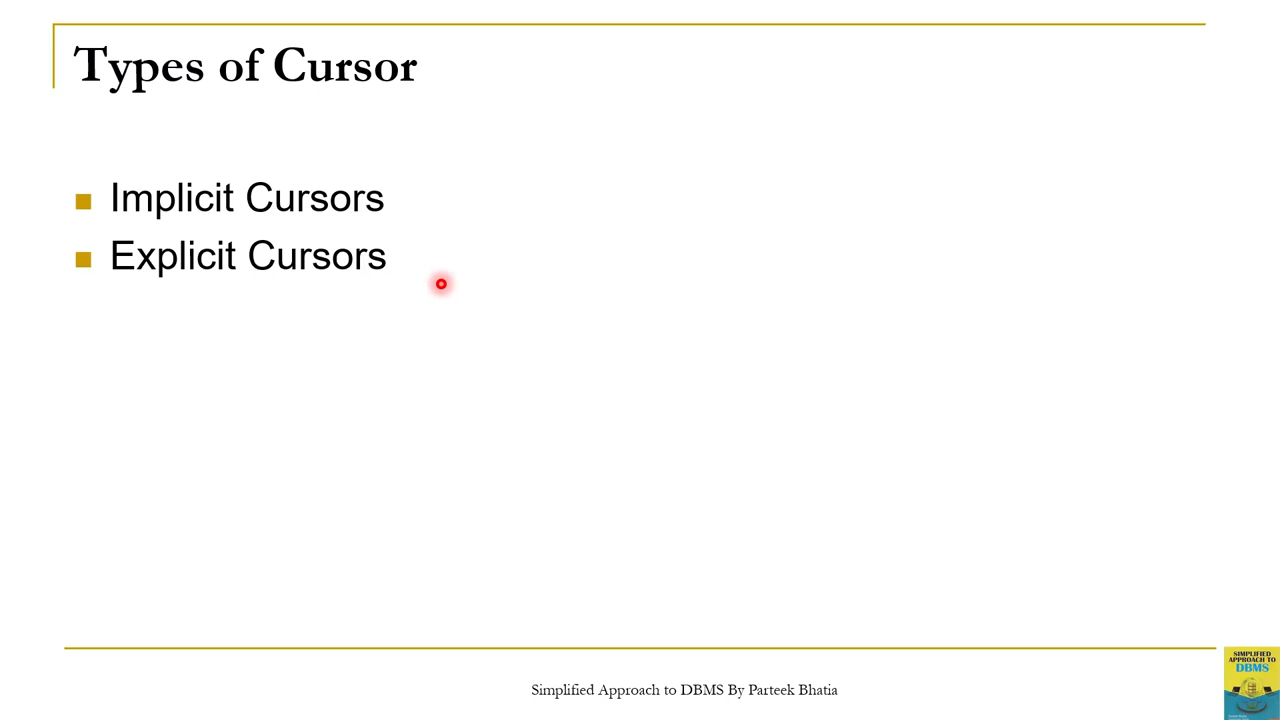 Types of Cursor
Implicit Cursors
Explicit Cursors
Simplified Approach to DBMS By Parteek Bhatia
SIMPLIFIED
APPROACH TO
DBMS